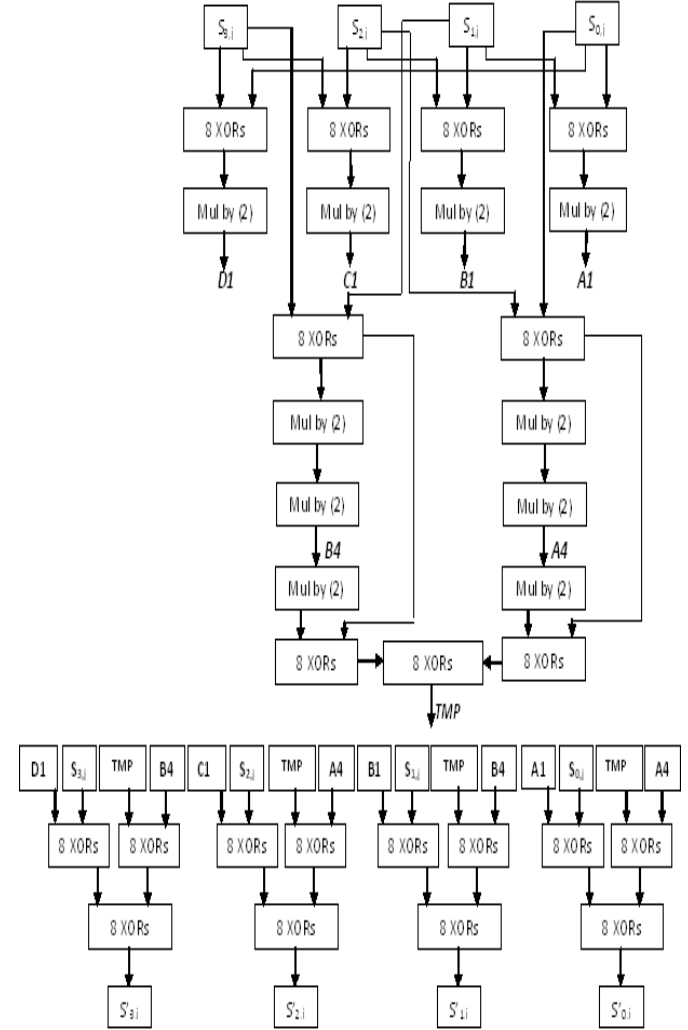 S3,i S2,i S1,i S0,i
8 XORs 8 XORs 8 XORs 8 XORs
Mul by (2) Mul by (2) Mul by (2) Mul by (2)
D1 C1 B1 A1
8 XORs 8 XORs
Mul by (2) Mul by (2)
Mul by (2) Mul by (2)
B4 A4
Mul by (2) Mul by (2)
8 XORs 8 XORs 8 XORs
TMP
D1 S3,i TMP B4 C1 S2,i TMP A4 B1 S1,i TMP B4 A1 S0,i TMP A4
8 XORs 8 XORs 8 XORs 8 XORs 8 XORs 8 XORs 8 XORs 8 XORs
8 XORs 8 XORs 8 XORs 8 XORs
S'3,i S'2,i S'1,i S'0,i